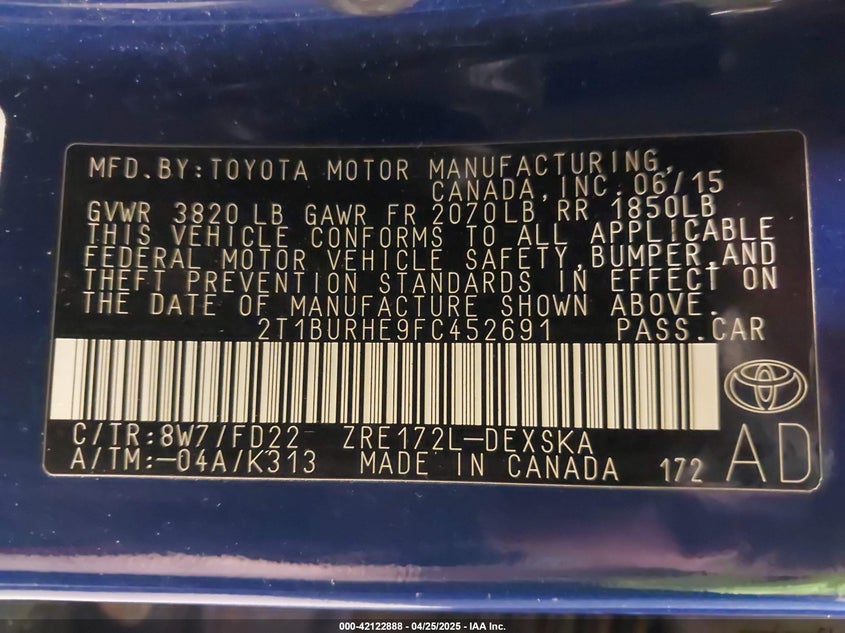 MFD.BY:TOYOTA MOTOR MANUFACTURING,
CANADA,INC. 06/15
GVWR 3820 LB GAWR FR 2070LB RR 1850LB
THIS VEHICLE CONFORMS TO ALL APPLICABLE
FEDERAL MOTOR VEHICLE SAFETY,BUMPER,AND
THEFT PREVENTION STANDARDS IN EFFECT ON
THE DATE OF MANUFACTURE SHOWN ABOVE.
2T1BURHE9FC452691 PASS.CAR
C/TR:8W7/FD22 ZRE172L-DEXSKA
A/TM:-04A/K313 MADE IN CANADA 172 AD
000-42122888 - 04/25/2025 - IAA Inc.